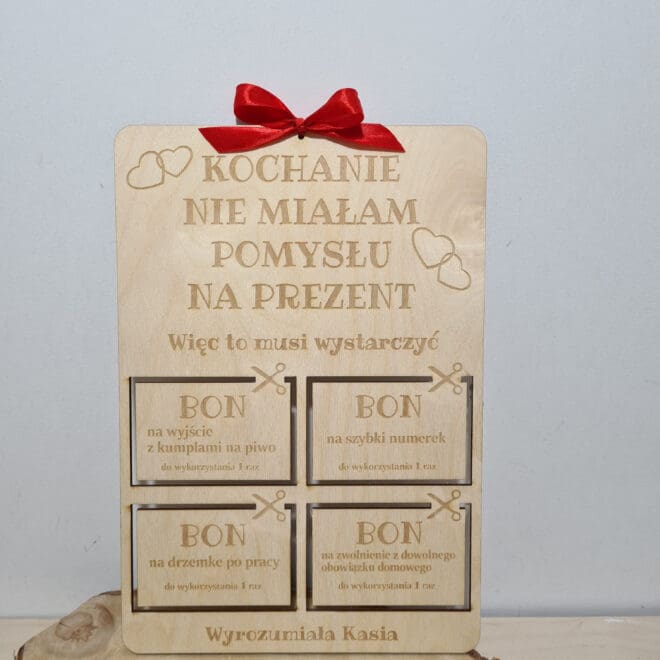 KOCHANIE
NIE MIAŁAM
POMYSŁU
NA PREZENT
Więc to musi wystarczyć
BON
na wyjście
z kumplami na piwo
do wykorzystania 1 raz
BON
na szybki numerek
do wykorzystania 1 raz
BON
na drzemke po pracy
do wykorzystania 1 raz
BON
na zwolnienie z dowolnego
obowiązku domowego
do wykorzystania 1 raz
Wyrozumiała Kasia